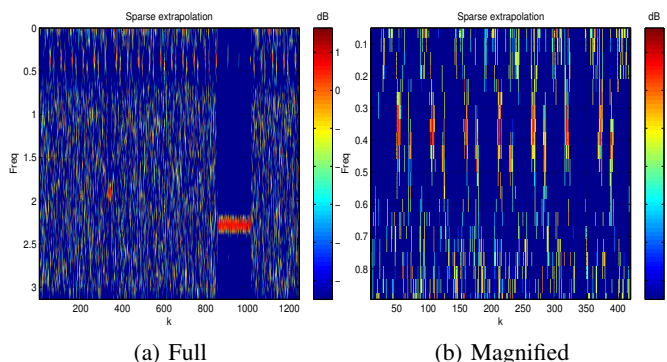 Sparse extrapolation
dB
0
0.5
1
1.5
2
2.5
3
Freq
200 400 600 800 1000 1200
k
1
0
(a) Full
Sparse extrapolation
dB
0.1
0.2
0.3
0.4
0.5
0.6
0.7
0.8
Freq
50 100 150 200 250 300 350 400
k
(b) Magnified